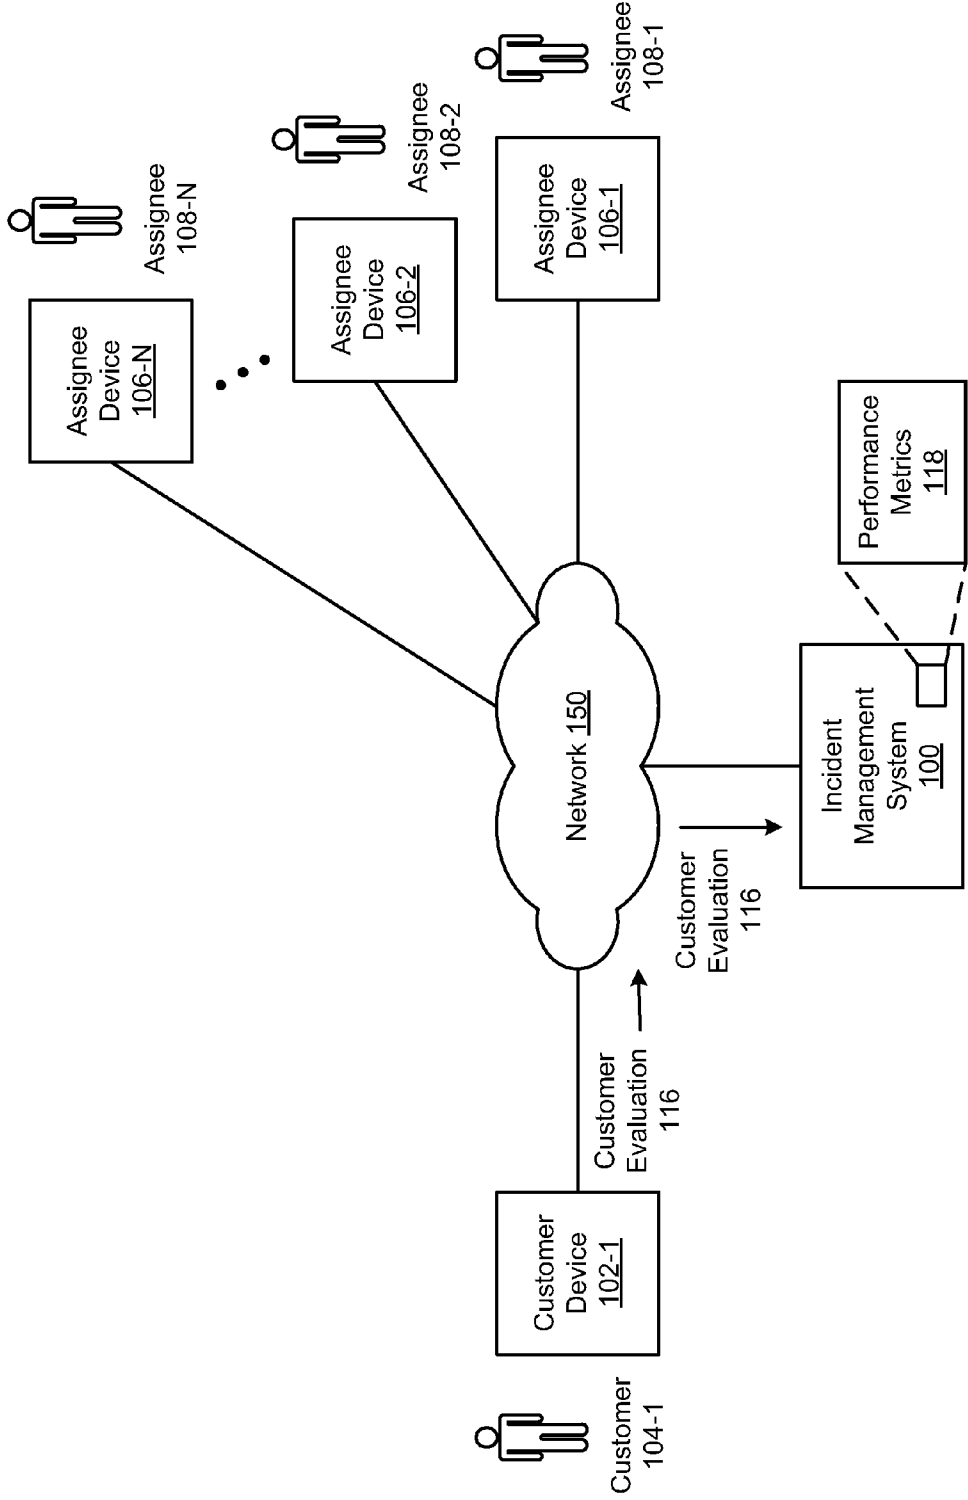 Assignee
108-N
Assignee
Device
106-N
Assignee
108-2
Assignee
Device
106-2
Assignee
108-1
Assignee
Device
106-1
Network 150
Customer
104-1
Customer
Device
102-1
Customer
Evaluation
116
Customer
Evaluation
116
Incident
Management
System
100
Performance
Metrics
118